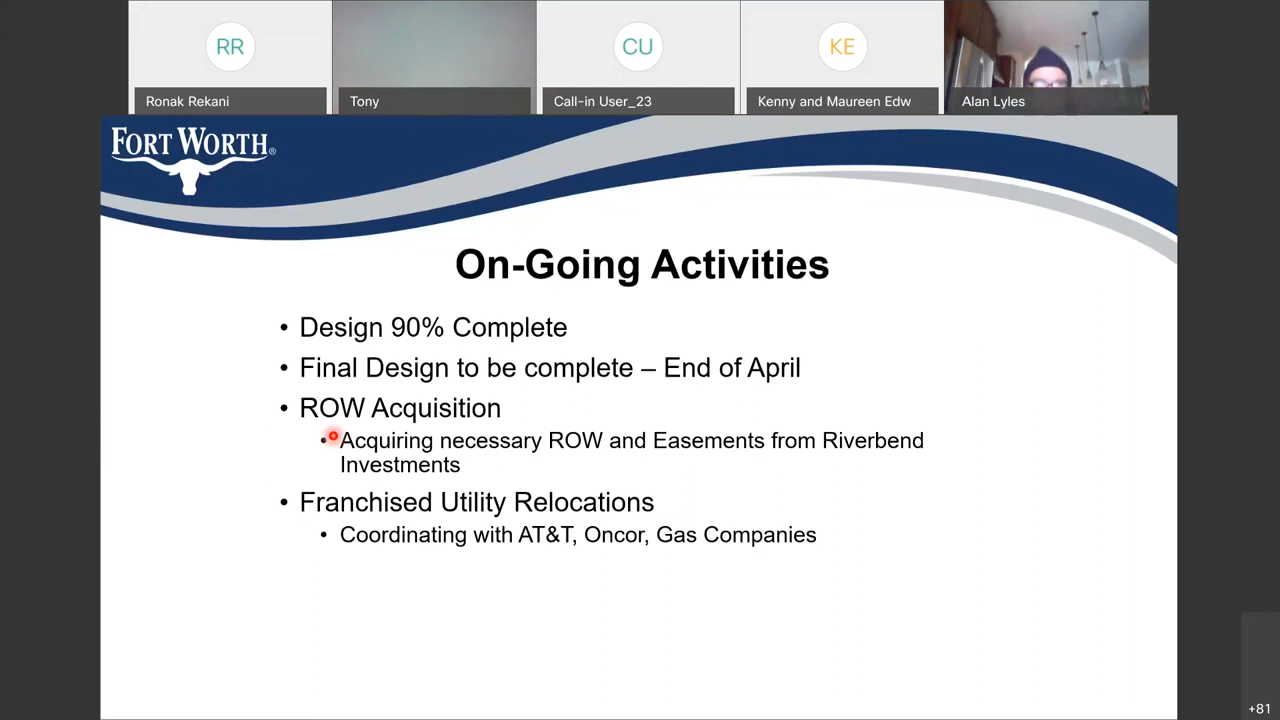 RR
CU
KE
Ronak Rekani
Tony
Call-in User_23
Kenny and Maureen Edw
Alan Lyles
FORT WORTH®
On-Going Activities
• Design 90% Complete
• Final Design to be complete – End of April
• ROW Acquisition
• Acquiring necessary ROW and Easements from Riverbend
Investments
• Franchised Utility Relocations
• Coordinating with AT&T, Oncor, Gas Companies
+81